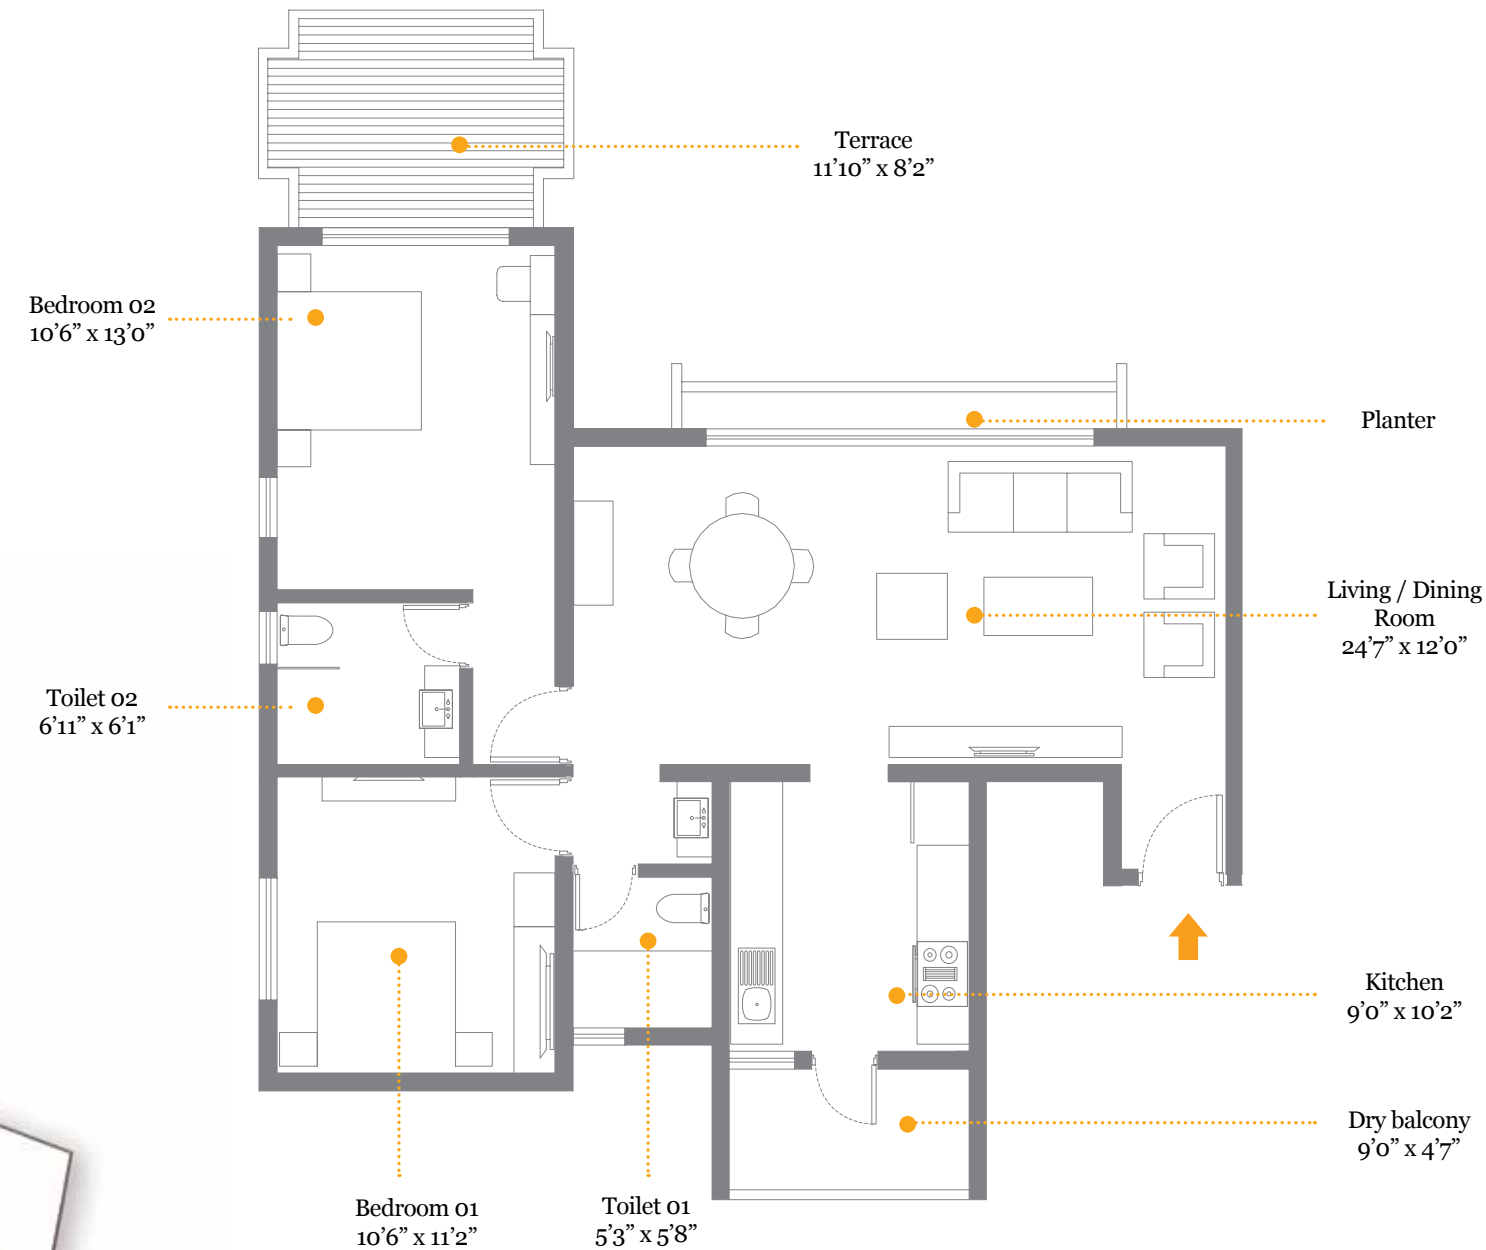 Terrace
11’10” x 8’2”
Bedroom 02
10’6” x 13’0”
Planter
Living / Dining
Room
24’7” x 12’0”
Toilet 02
6’11” x 6’1”
Kitchen
9’0” x 10’2”
Dry balcony
9’0” x 4’7”
Bedroom 01
10’6” x 11’2”
Toilet 01
5’3” x 5’8”